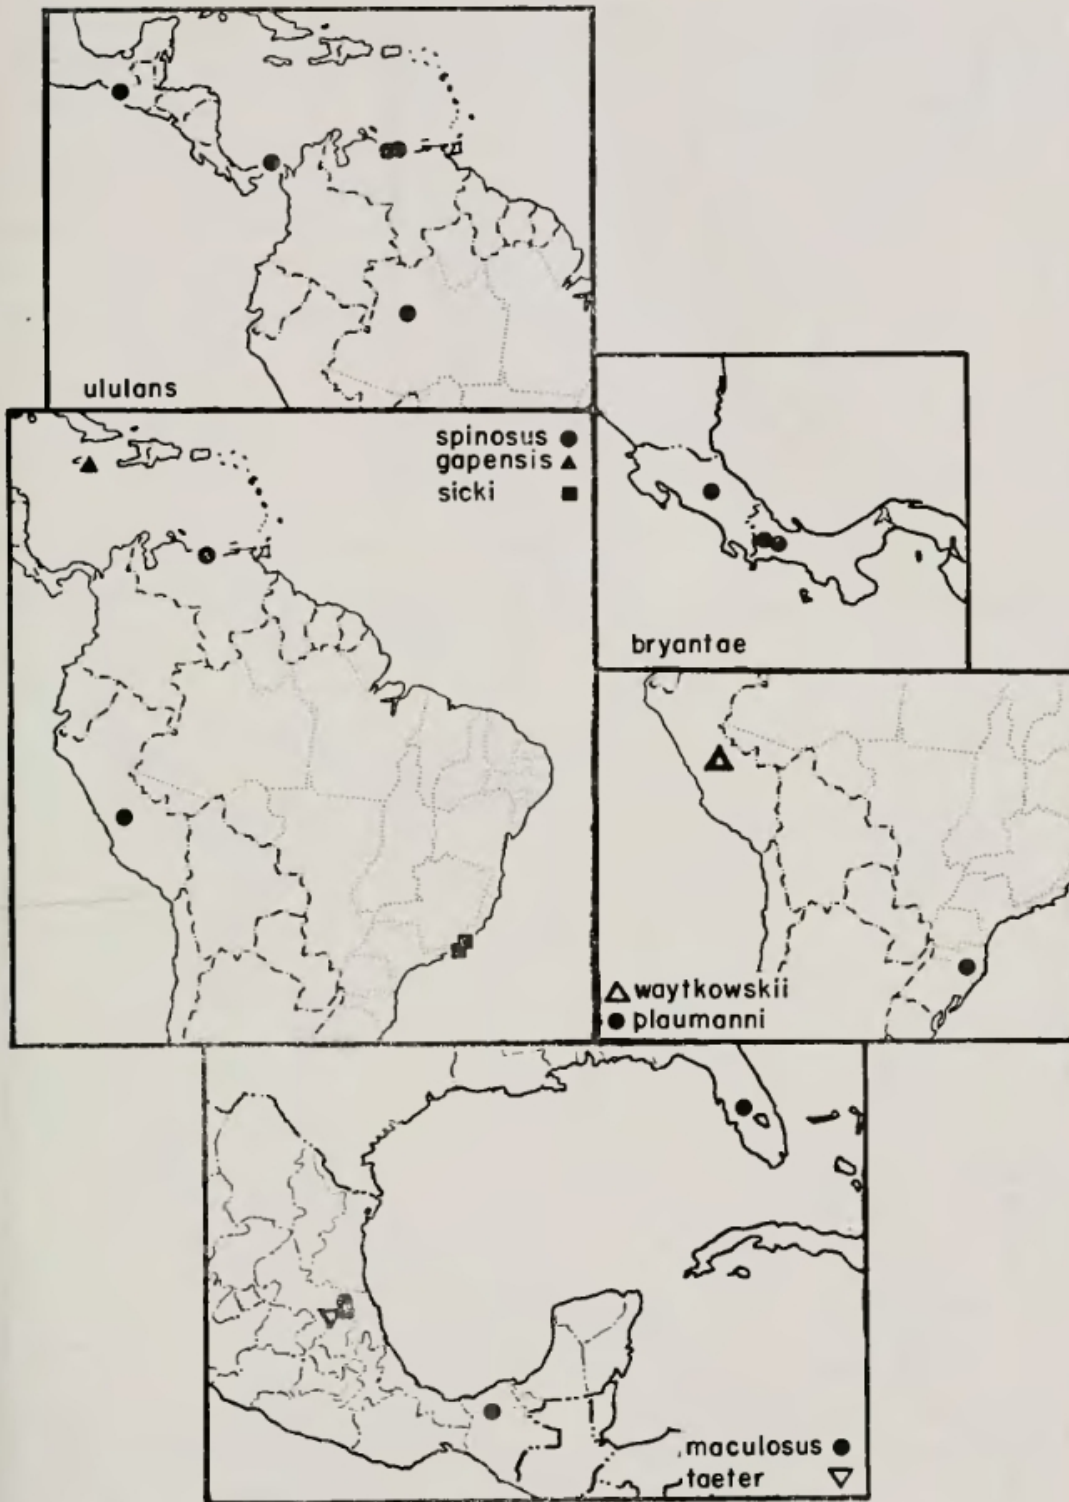 ululans
spinosus
gapensis
sicki
bryantae
waytkowskii
plaumanni
maculosus
taeter